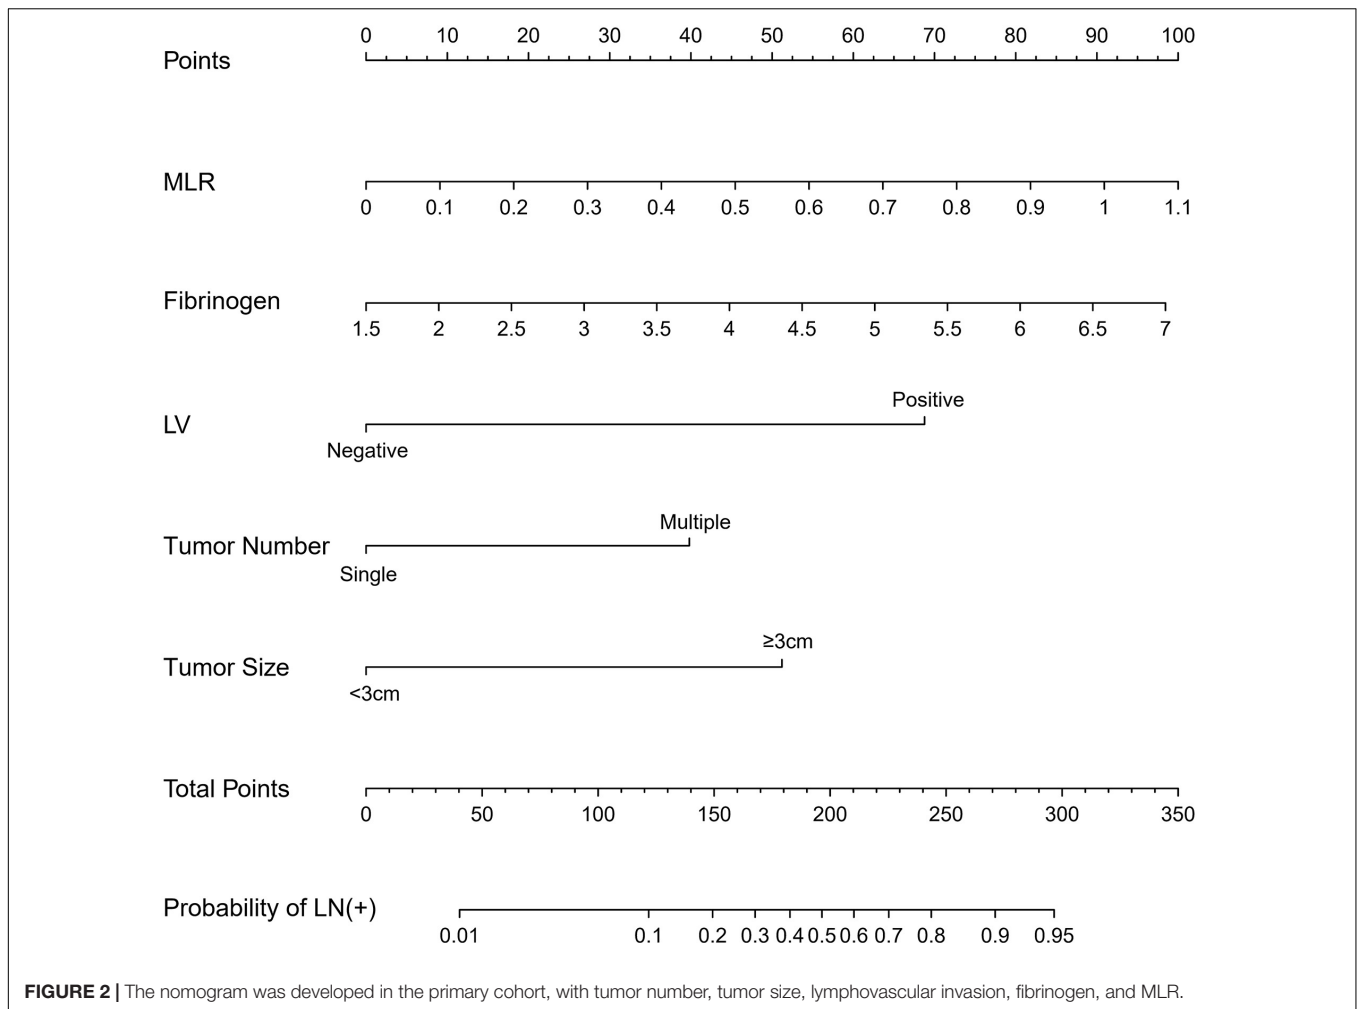 0 10 20 30 40 50 60 70 80 90 100
Points
MLR
0 0.1 0.2 0.3 0.4 0.5 0.6 0.7 0.8 0.9 1 1.1
Fibrinogen
1.5 2 2.5 3 3.5 4 4.5 5 5.5 6 6.5 7
Positive
LV
Negative
Multiple
Tumor Number
Single
≥3cm
Tumor Size
<3cm
Total Points
0 50 100 150 200 250 300 350
Probability of LN(+)
0.01 0.1 0.2 0.3 0.4 0.5 0.6 0.7 0.8 0.9 0.95
FIGURE 2 | The nomogram was developed in the primary cohort, with tumor number, tumor size, lymphovascular invasion, fibrinogen, and MLR.